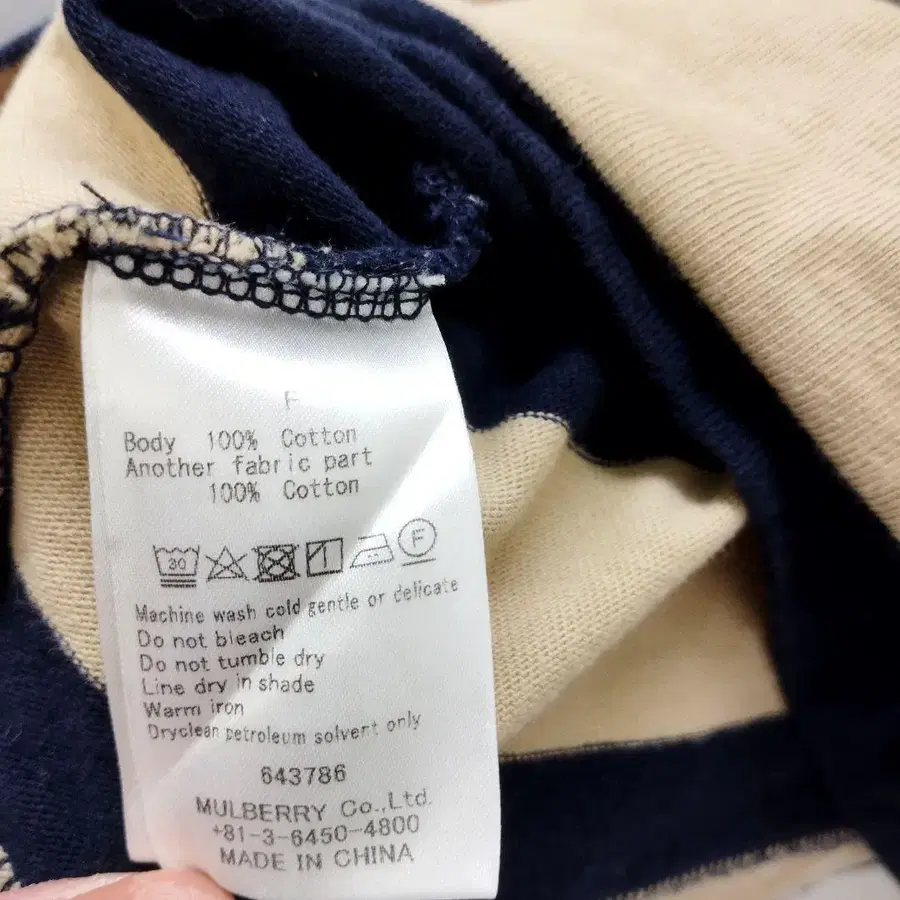 F
Body 100% Cotton
Another fabric part
100% Cotton
30 F
Machine wash cold gentle or delicate
Do not bleach
Do not tumble dry
Line dry in shade
Warm iron
Dryclean petroleum solvent only
643786
MULBERRY Co.,Ltd.
+81-3-6450-4800
MADE IN CHINA